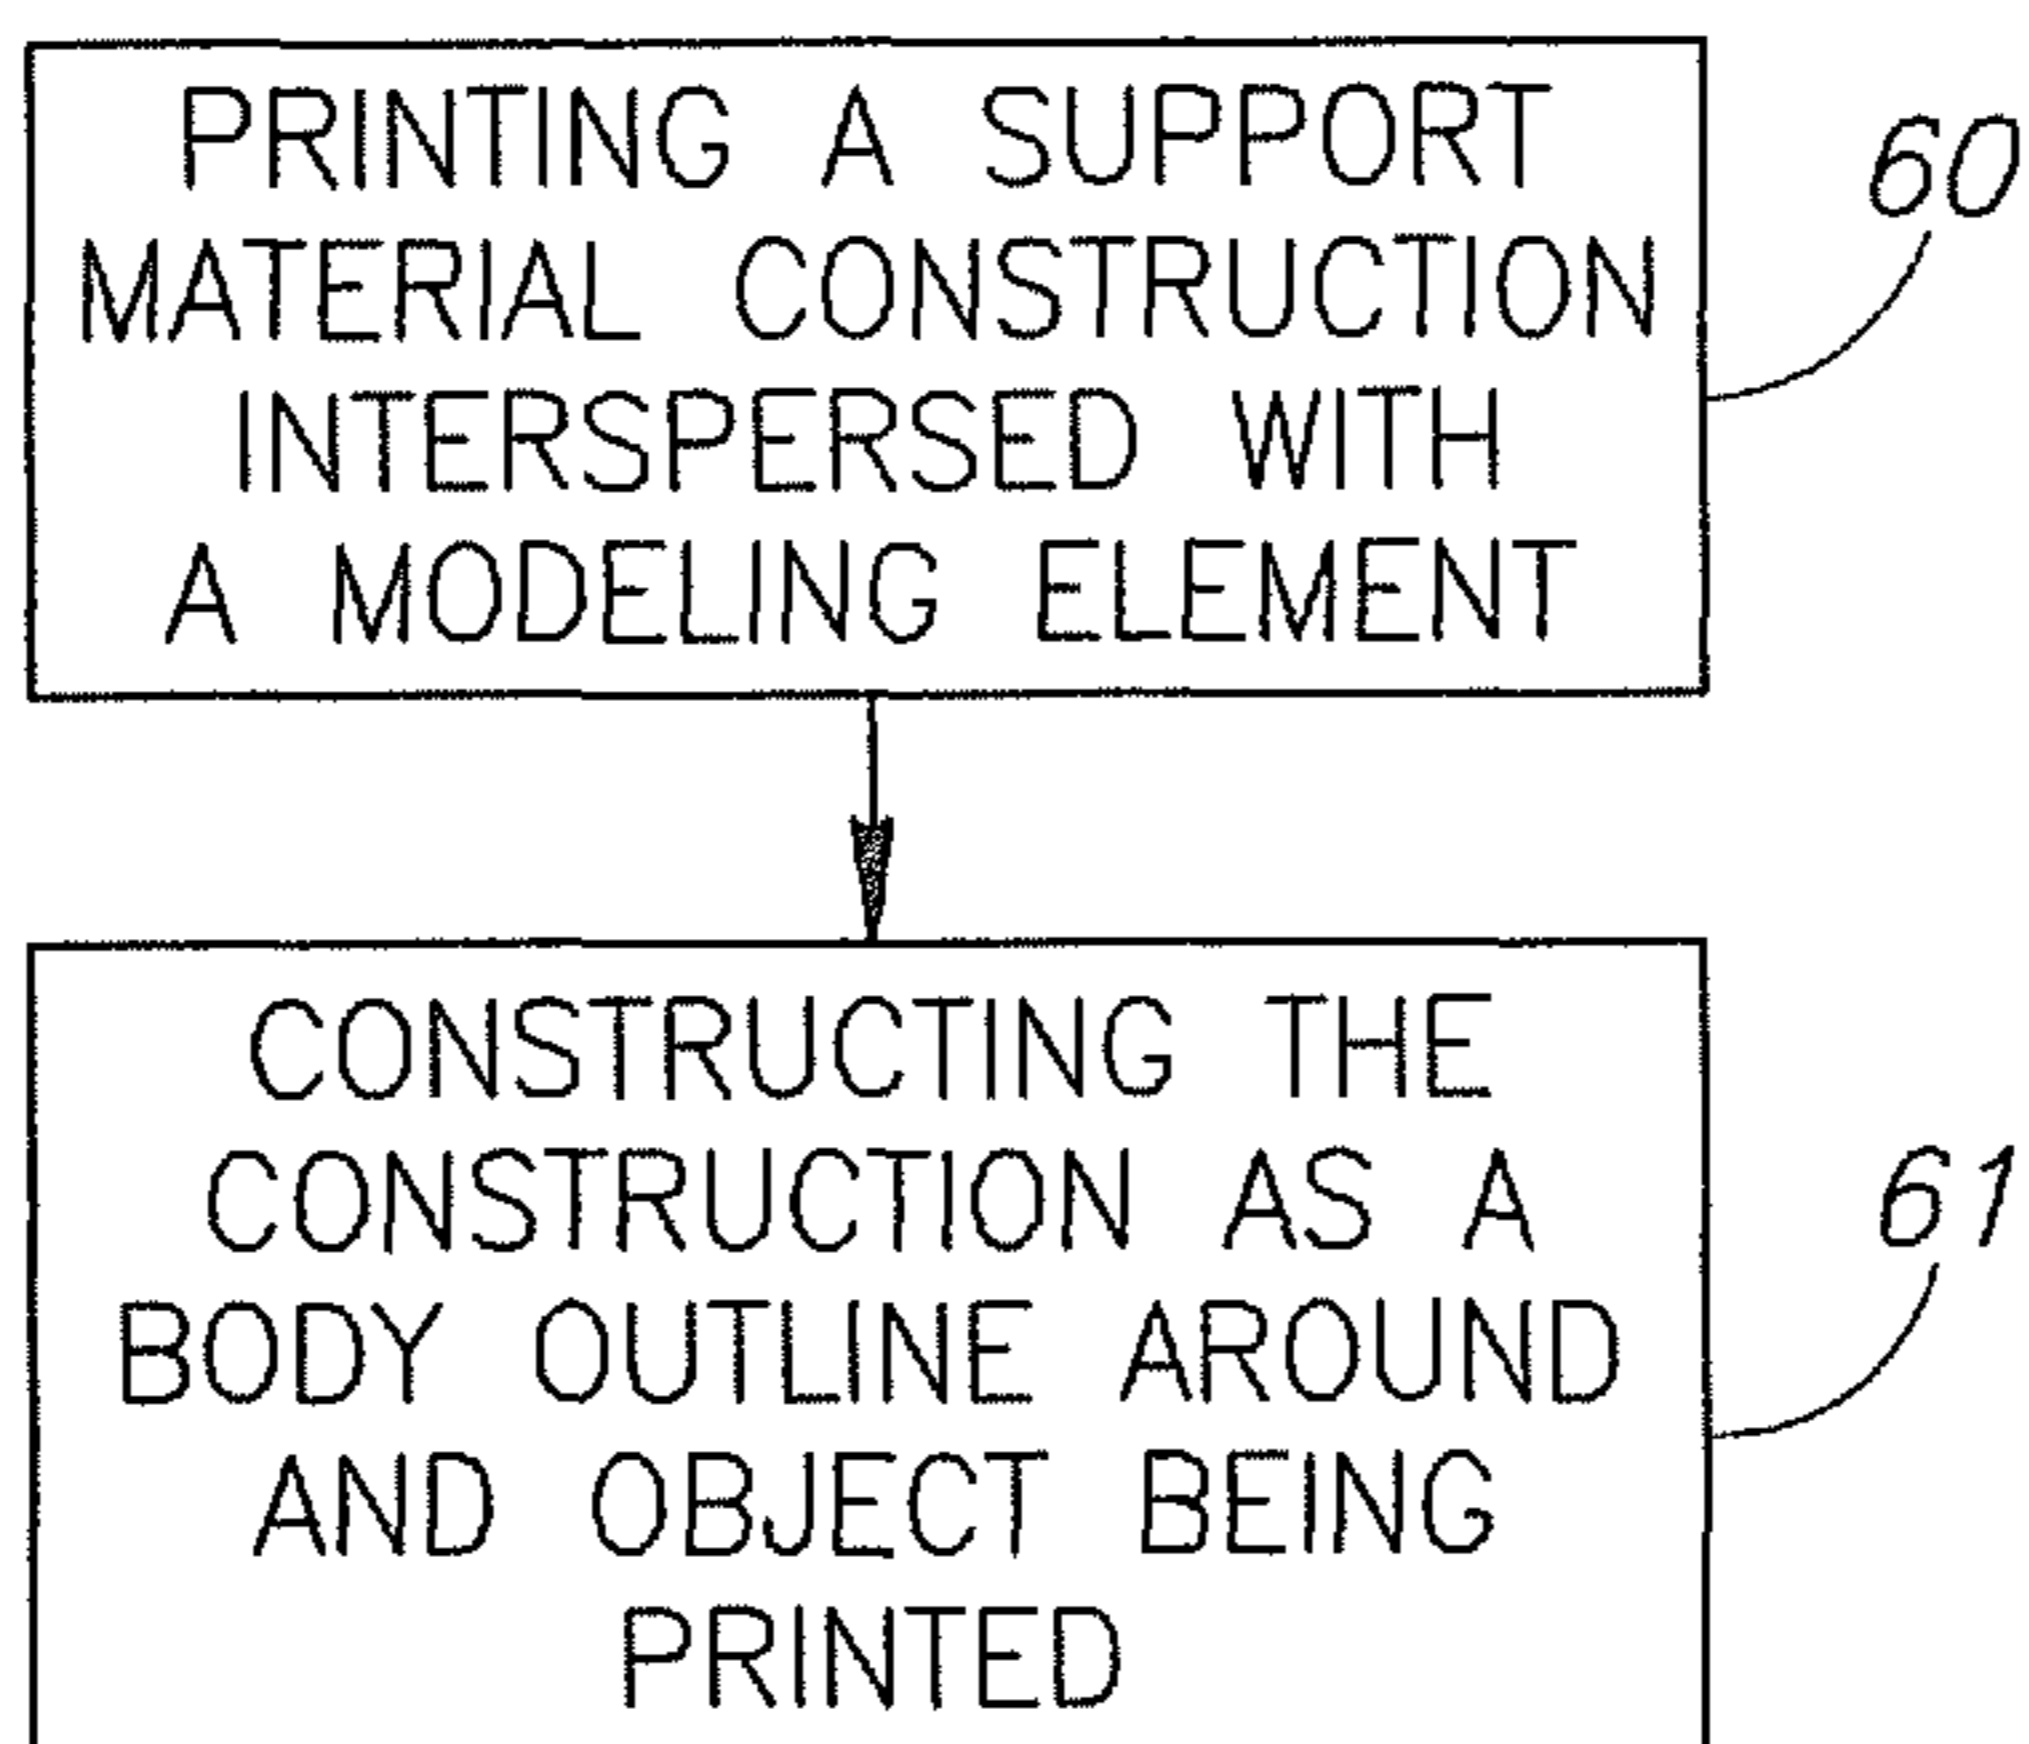 PRINTING A SUPPORT
MATERIAL CONSTRUCTION
INTERSPERSED WITH
A MODELING ELEMENT
60
CONSTRUCTING THE
CONSTRUCTION AS A
BODY OUTLINE AROUND
AND OBJECT BEING
PRINTED
61